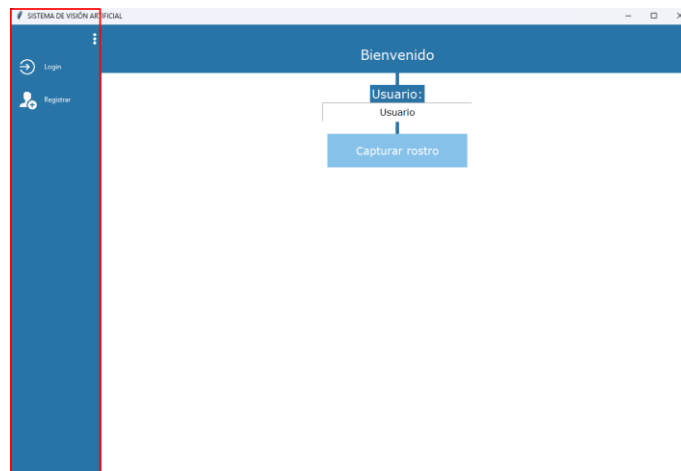 SISTEMA DE VISIÓN ARTIFICIAL
Login
Registrar
Bienvenido
Usuario:
Usuario
Capturar rostro